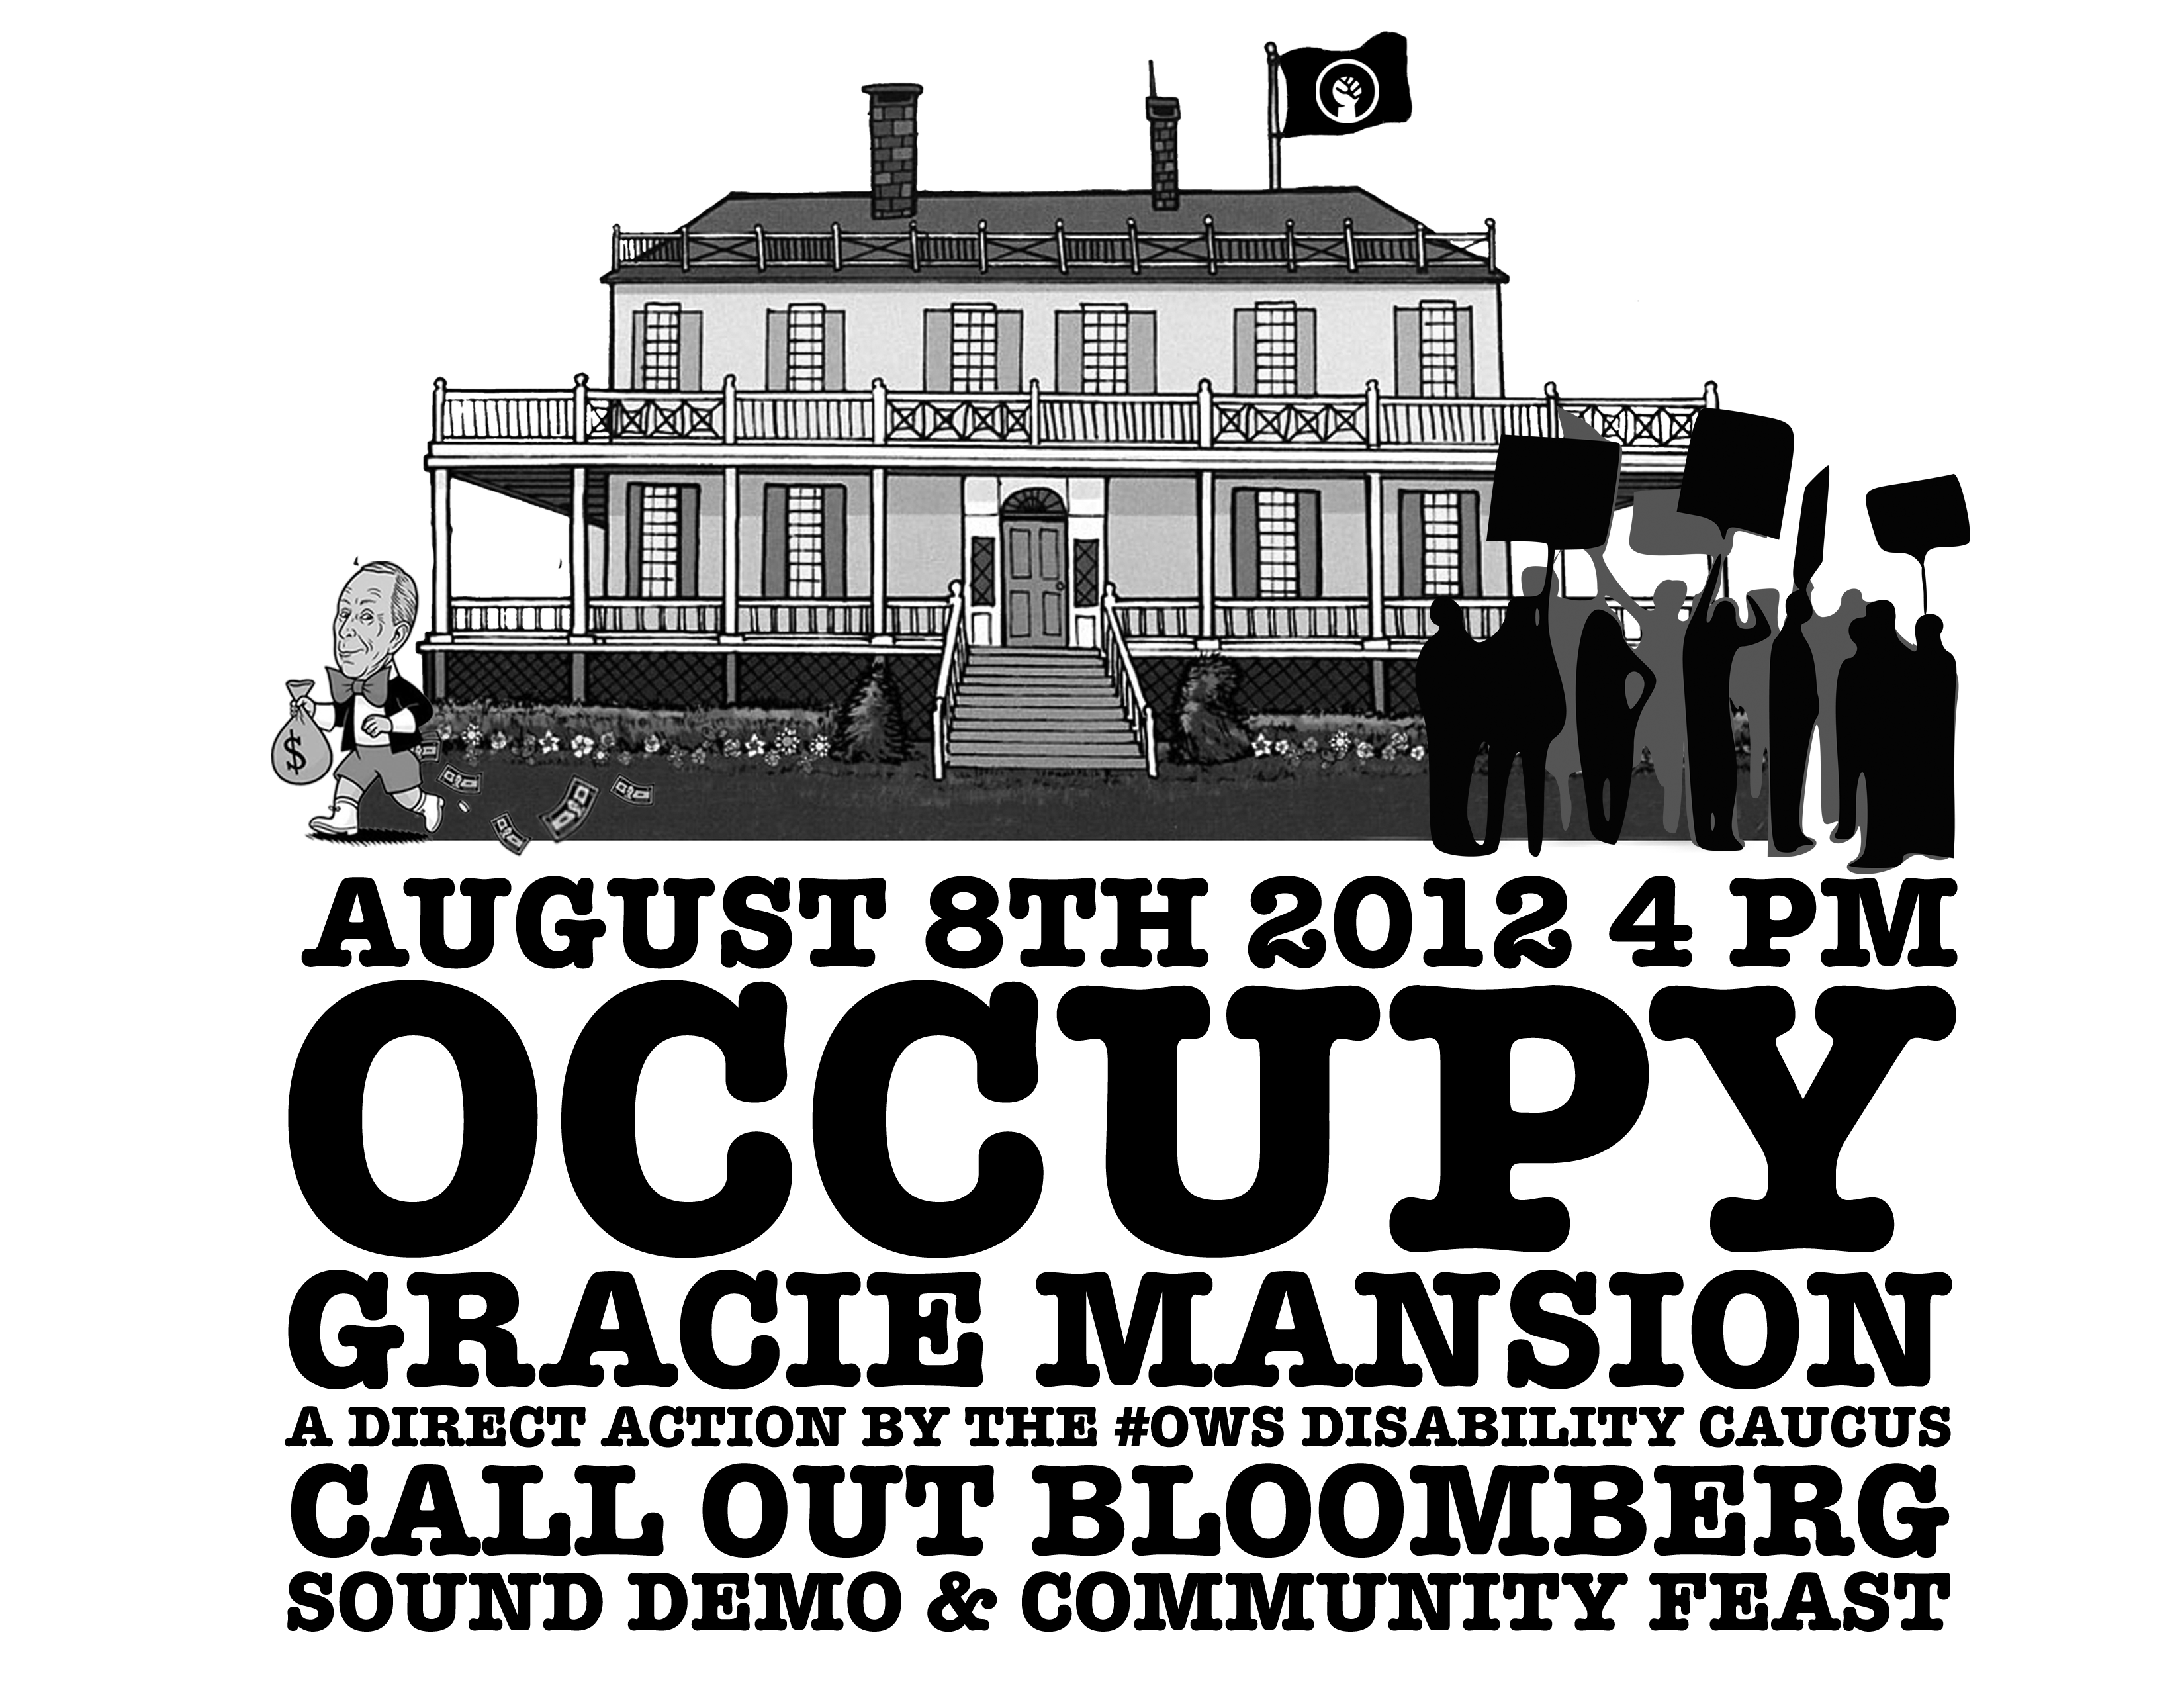 $
AUGUST 8TH 2012 4 PM
OCCUPY
GRACIE MANSION
A DIRECT ACTION BY THE #OWS DISABILITY CAUCUS
CALL OUT BLOOMBERG
SOUND DEMO & COMMUNITY FEAST